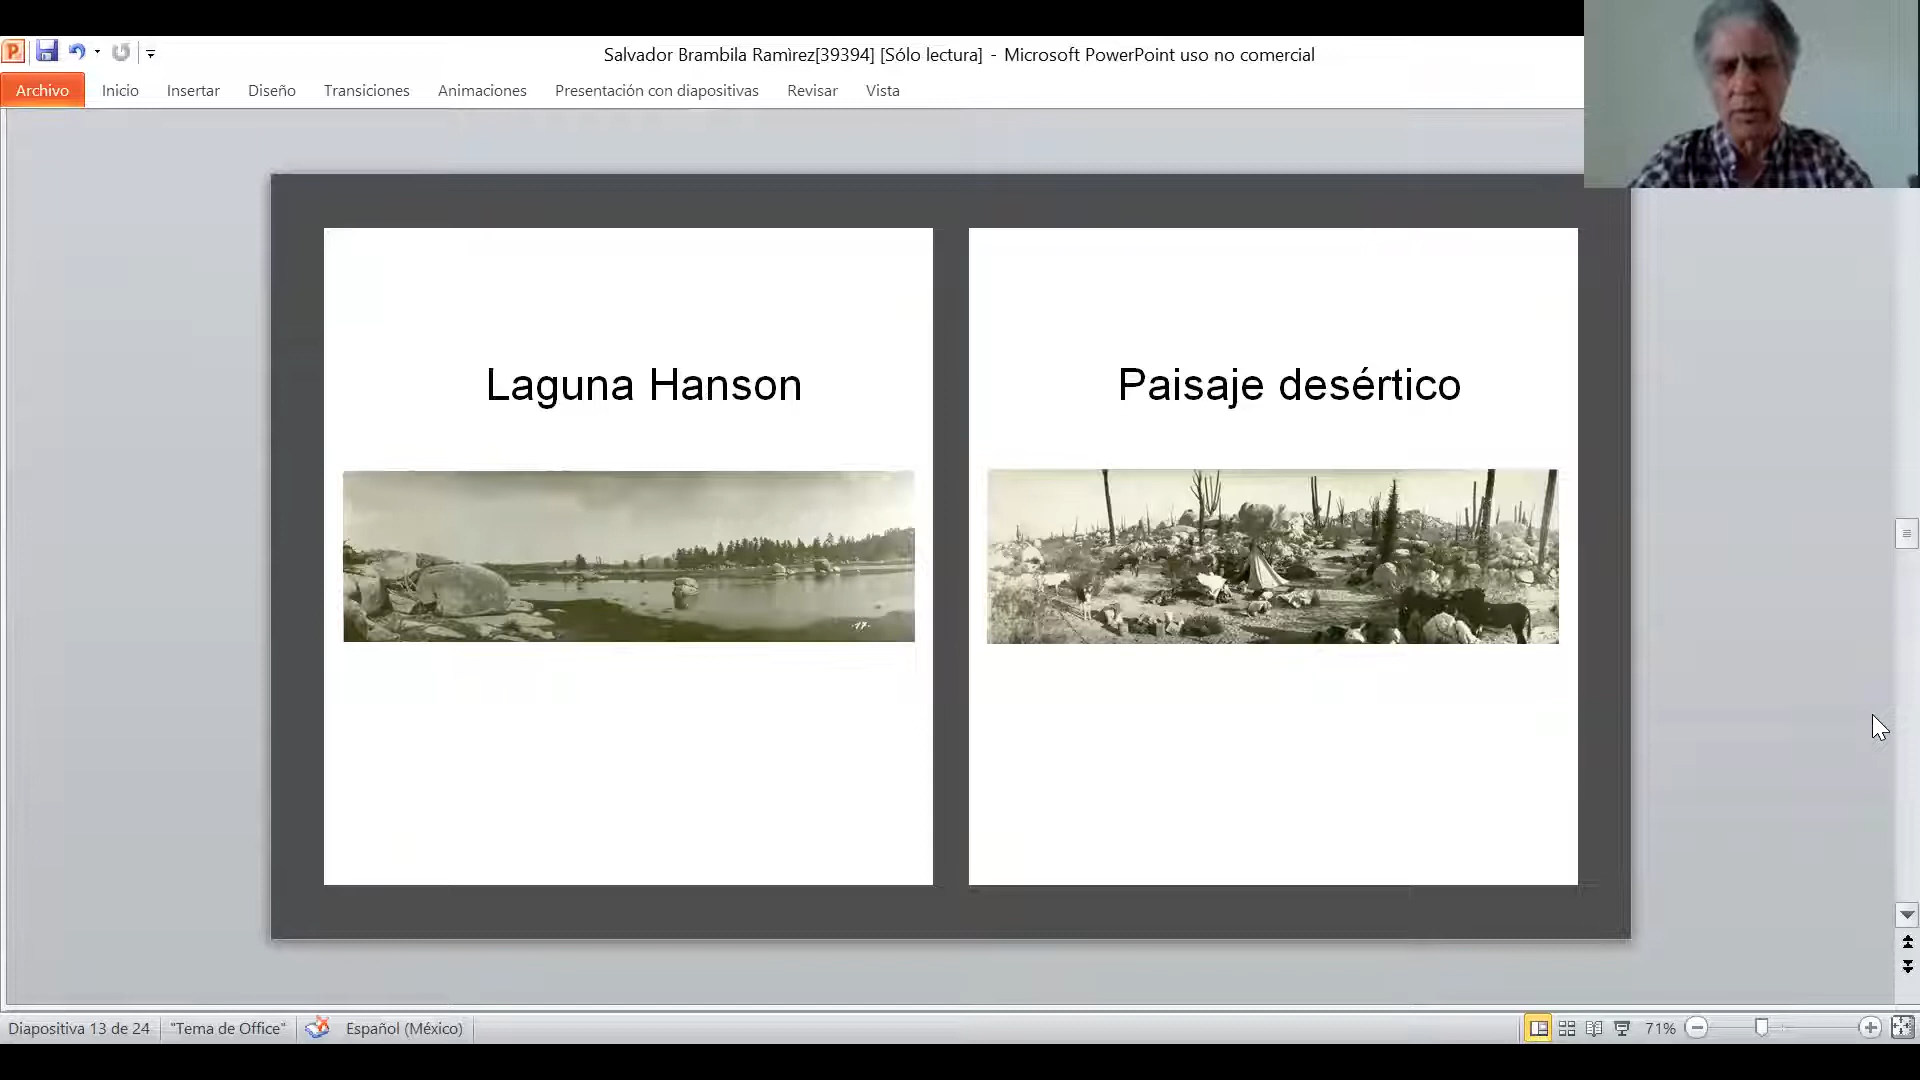 Salvador Brambila Ramìrez[39394] [Sólo lectura] - Microsoft PowerPoint uso no comercial
Archivo Inicio Insertar Diseño Transiciones Animaciones Presentación con diapositivas Revisar Vista
Laguna Hanson
Paisaje desértico
-17-
Diapositiva 13 de 24 "Tema de Office" Español (México) 71%